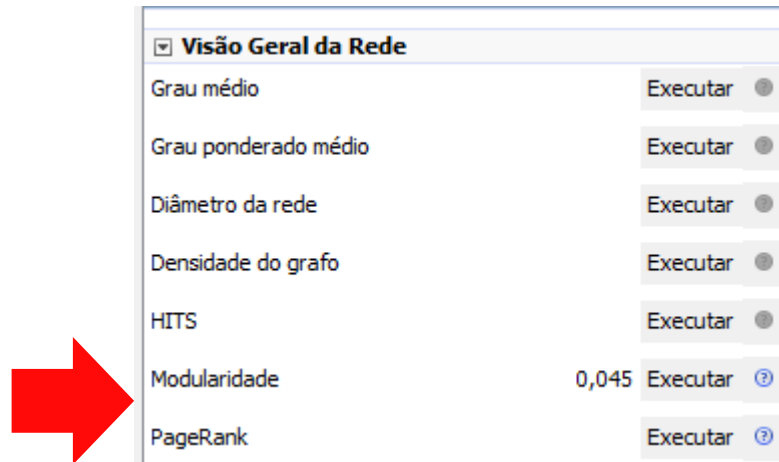 Visão Geral da Rede
Grau médio Executar
Grau ponderado médio Executar
Diâmetro da rede Executar
Densidade do grafo Executar
HITS Executar
Modularidade 0,045 Executar
PageRank Executar